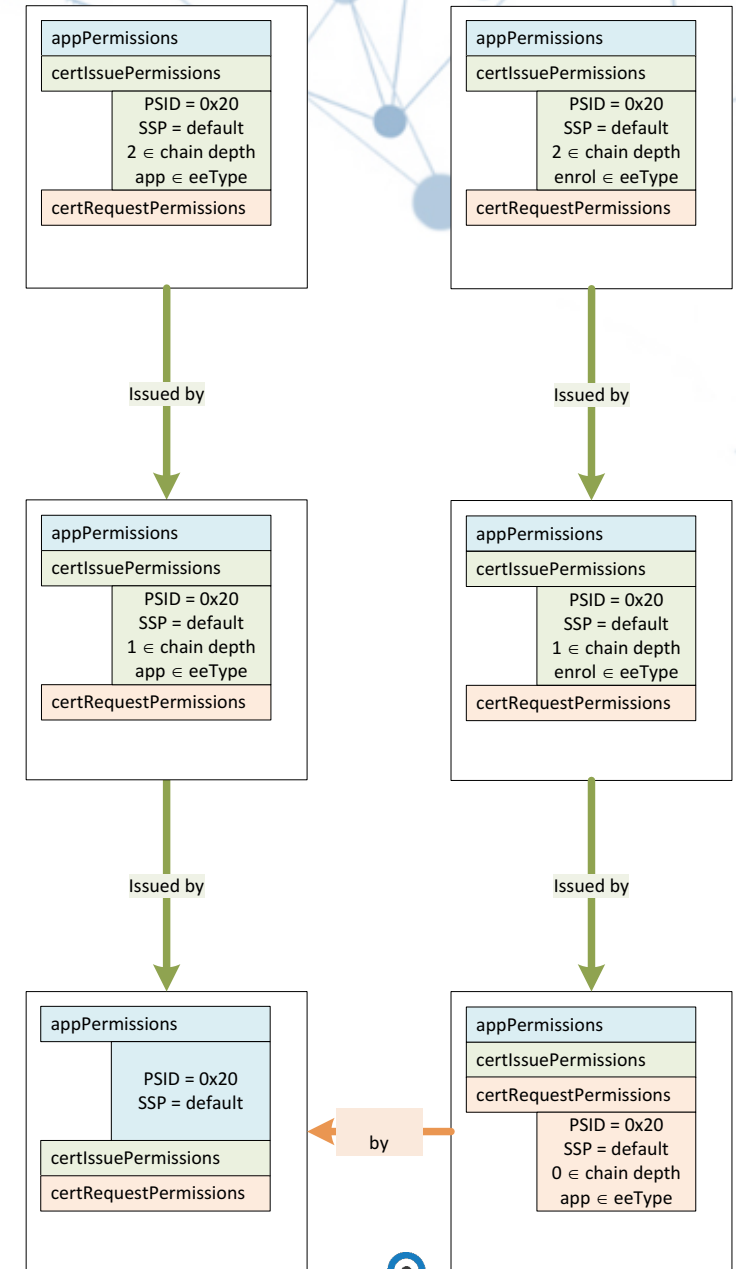 appPermissions
certIssuePermissions
PSID = 0x20
SSP = default
2 ∈ chain depth
app ∈ eeType
certRequestPermissions
appPermissions
certIssuePermissions
PSID = 0x20
SSP = default
2 ∈ chain depth
enrol ∈ eeType
certRequestPermissions
Issued by
Issued by
appPermissions
certIssuePermissions
PSID = 0x20
SSP = default
1 ∈ chain depth
app ∈ eeType
certRequestPermissions
appPermissions
certIssuePermissions
PSID = 0x20
SSP = default
1 ∈ chain depth
enrol ∈ eeType
certRequestPermissions
Issued by
Issued by
appPermissions
PSID = 0x20
SSP = default
certIssuePermissions
certRequestPermissions
by
appPermissions
certIssuePermissions
certRequestPermissions
PSID = 0x20
SSP = default
0 ∈ chain depth
app ∈ eeType